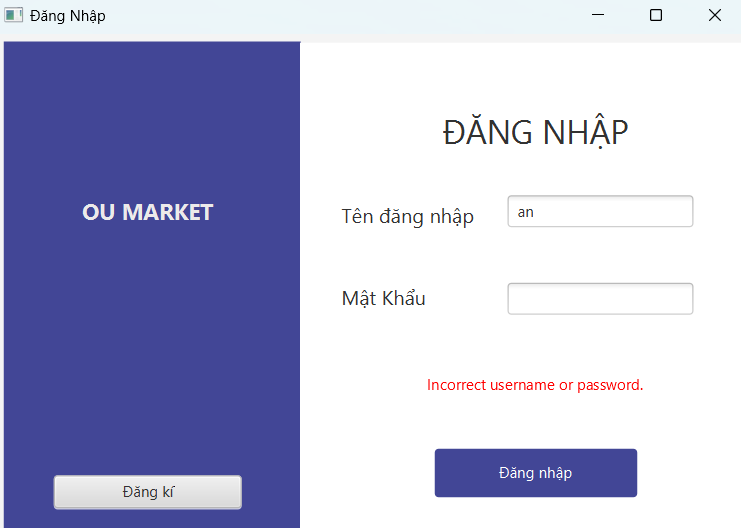 Đăng Nhập
OU MARKET
Đăng kí
ĐĂNG NHẬP
Tên đăng nhập
an
Mật Khẩu
Incorrect username or password.
Đăng nhập